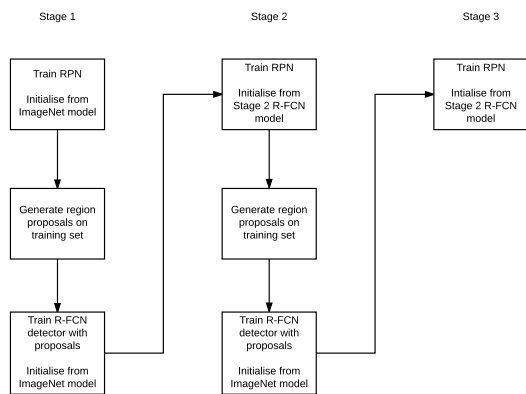 Stage 1
Stage 2
Stage 3
Train RPN
Initialise from
ImageNet model
Generate region
proposals on
training set
Train R-FCN
detector with
proposals
Initialise from
ImageNet model
Train RPN
Initialise from
Stage 2 R-FCN
model
Generate region
proposals on
training set
Train R-FCN
detector with
proposals
Initialise from
ImageNet model
Train RPN
Intialise from
Stage 2 R-FCN
model